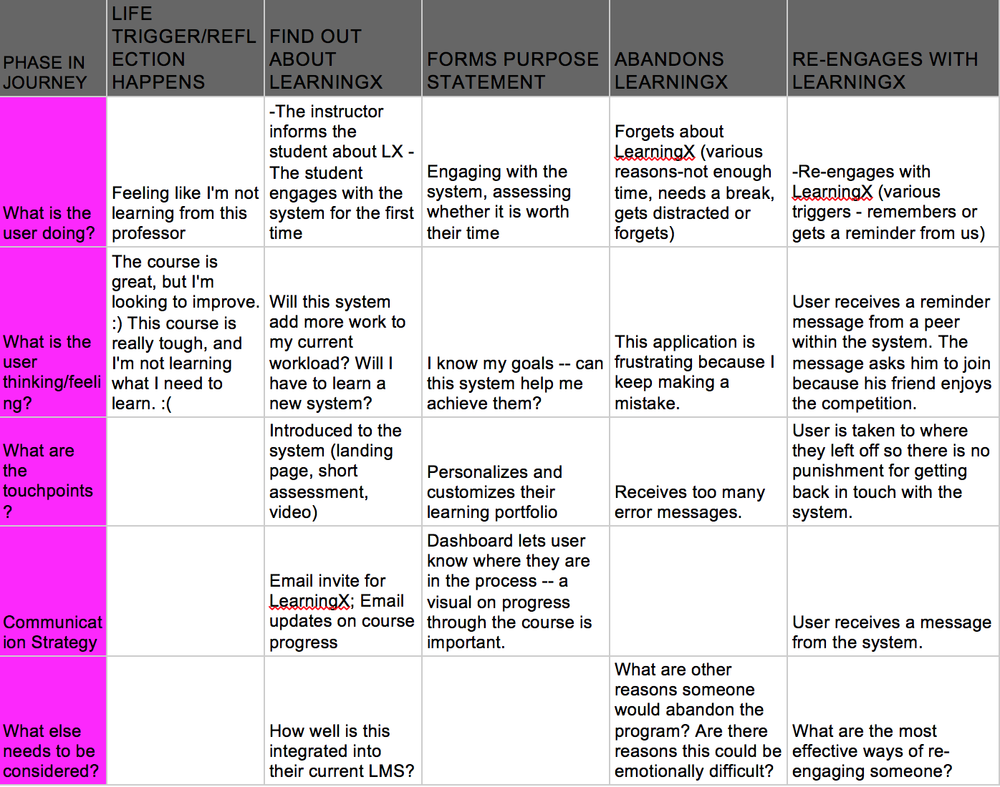 PHASE IN
JOURNEY
LIFE
TRIGGER/REFL
ECTION
HAPPENS
FIND OUT
ABOUT
LEARNINGX
FORMS PURPOSE
STATEMENT
ABANDONS
LEARNINGX
RE-ENGAGES WITH
LEARNINGX
What is the
user doing?
Feeling like I'm not
learning from this
professor
-The instructor
informs the
student about LX -
The student
engages with the
system for the first
time
Engaging with the
system, assessing
whether it is worth
their time
Forgets about
LearningX (various
reasons-not enough
time, needs a break,
gets distracted or
forgets)
-Re-engages with
LearningX (various
triggers - remembers or
gets a reminder from us)
What is the
user
thinking/feeli
ng?
The course is
great, but I'm
looking to improve.
:) This course is
really tough, and
I'm not learning
what I need to
learn. :(
Will this system
add more work to
my current
workload? Will I
have to learn a
new system?
I know my goals -- can
this system help me
achieve them?
This application is
frustrating because I
keep making a
mistake.
User receives a reminder
message from a peer
within the system. The
message asks him to join
because his friend enjoys
the competition.
What are
the
touchpoints
?
Introduced to the
system (landing
page, short
assessment,
video)
Personalizes and
customizes their
learning portfolio
Receives too many
error messages.
User is taken to where
they left off so there is no
punishment for getting
back in touch with the
system.
Communicat
ion Strategy
Email invite for
LearningX; Email
updates on course
progress
Dashboard lets user
know where they are
in the process -- a
visual on progress
through the course is
important.
User receives a message
from the system.
What else
needs to be
considered?
How well is this
integrated into
their current LMS?
What are other
reasons someone
would abandon the
program? Are there
reasons this could be
emotionally difficult?
What are the most
effective ways of re-
engaging someone?